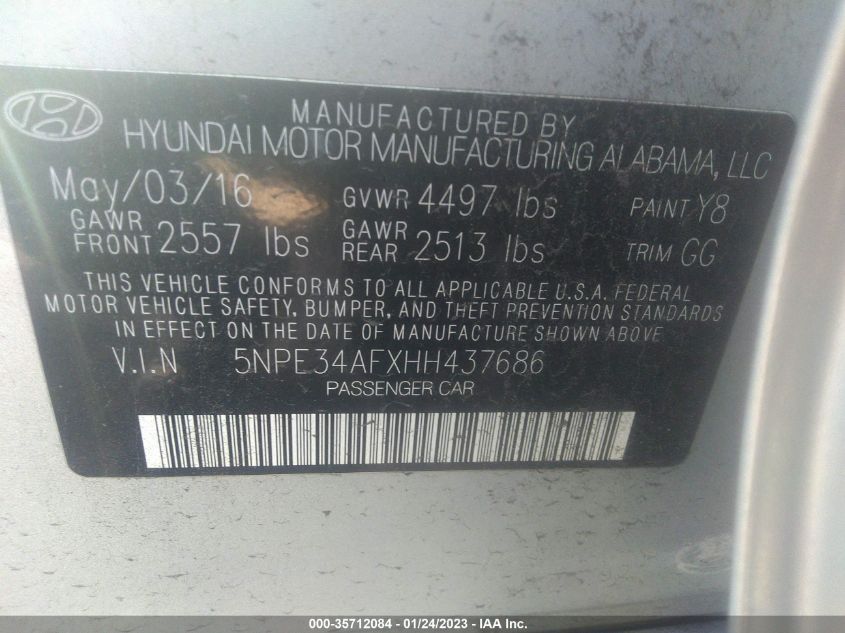 MANUFACTURED BY
HYUNDAI MOTOR MANUFACTURING ALABAMA, LLC
May/03/16 GVWR 4497 lbs PAINT Y8
GAWR FRONT 2557 lbs GAWR REAR 2513 lbs TRIM GG
THIS VEHICLE CONFORMS TO ALL APPLICABLE U.S.A. FEDERAL
MOTOR VEHICLE SAFETY, BUMPER, AND THEFT PREVENTION STANDARDS
IN EFFECT ON THE DATE OF MANUFACTURE SHOWN ABOVE
V.I.N 5NPE34AFXHH437686
PASSENGER CAR
000-35712084 - 01/24/2023 - IAA Inc.